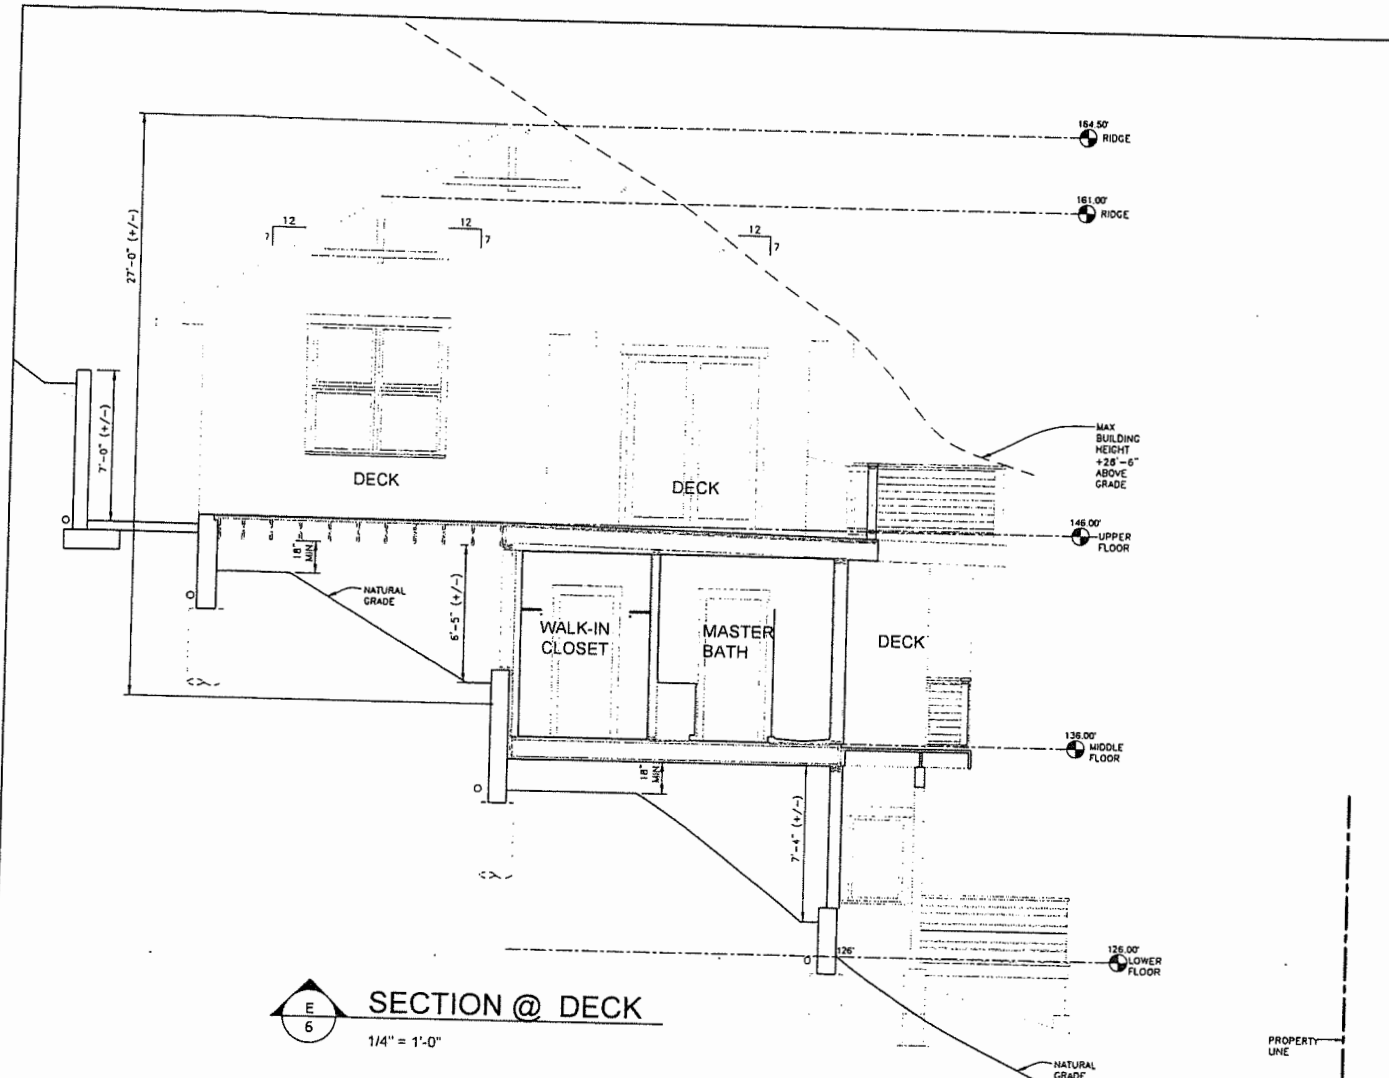 164.50'
RIDGE
161.00'
RIDGE
12
7
12
7
12
7
27'-0" (+/-)
7'-0" (+/-)
MAX
BUILDING
HEIGHT
+28'-6"
ABOVE
GRADE
DECK
DECK
146.00'
UPPER
FLOOR
18"
MIN
NATURAL
GRADE
6'-5" (+/-)
WALK-IN
CLOSET
MASTER
BATH
DECK
136.00'
MIDDLE
FLOOR
18"
MIN
7'-4" (+/-)
126'
126.00'
LOWER
FLOOR
E
6
SECTION @ DECK
1/4" = 1'-0"
PROPERTY
LINE
NATURAL
GRADE